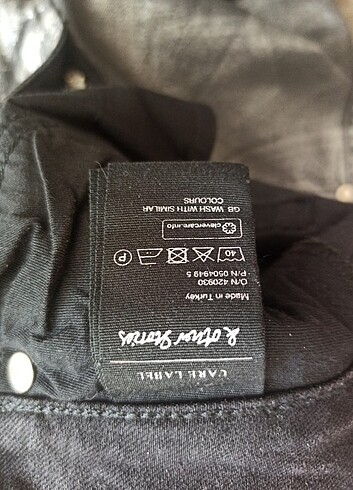 CARE LABEL
& other Stories
Made in Turkey
O/N 420930
P/N 0504949 5
40 P
clevercare.info
GB WASH WITH SIMILAR
COLOURS